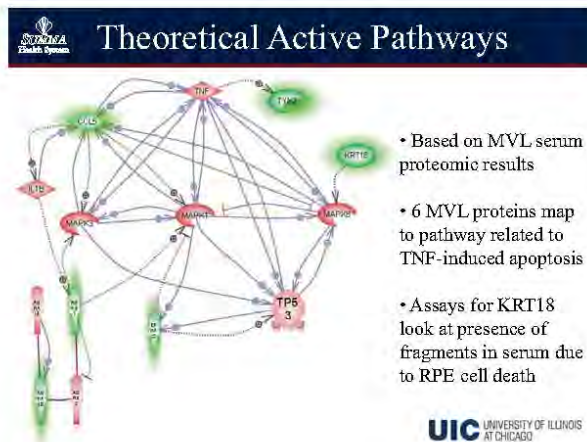 SUMMA
Health System
Theoretical Active Pathways
TNF
TYK2
CCL5
KRT18
IL1B
MAPK3
MAPK1
MAPK8
TP5
3
• Based on MVL serum
proteomic results
• 6 MVL proteins map
to pathway related to
TNF-induced apoptosis
• Assays for KRT18
look at presence of
fragments in serum due
to RPE cell death
UIC UNIVERSITY OF ILLINOIS
AT CHICAGO